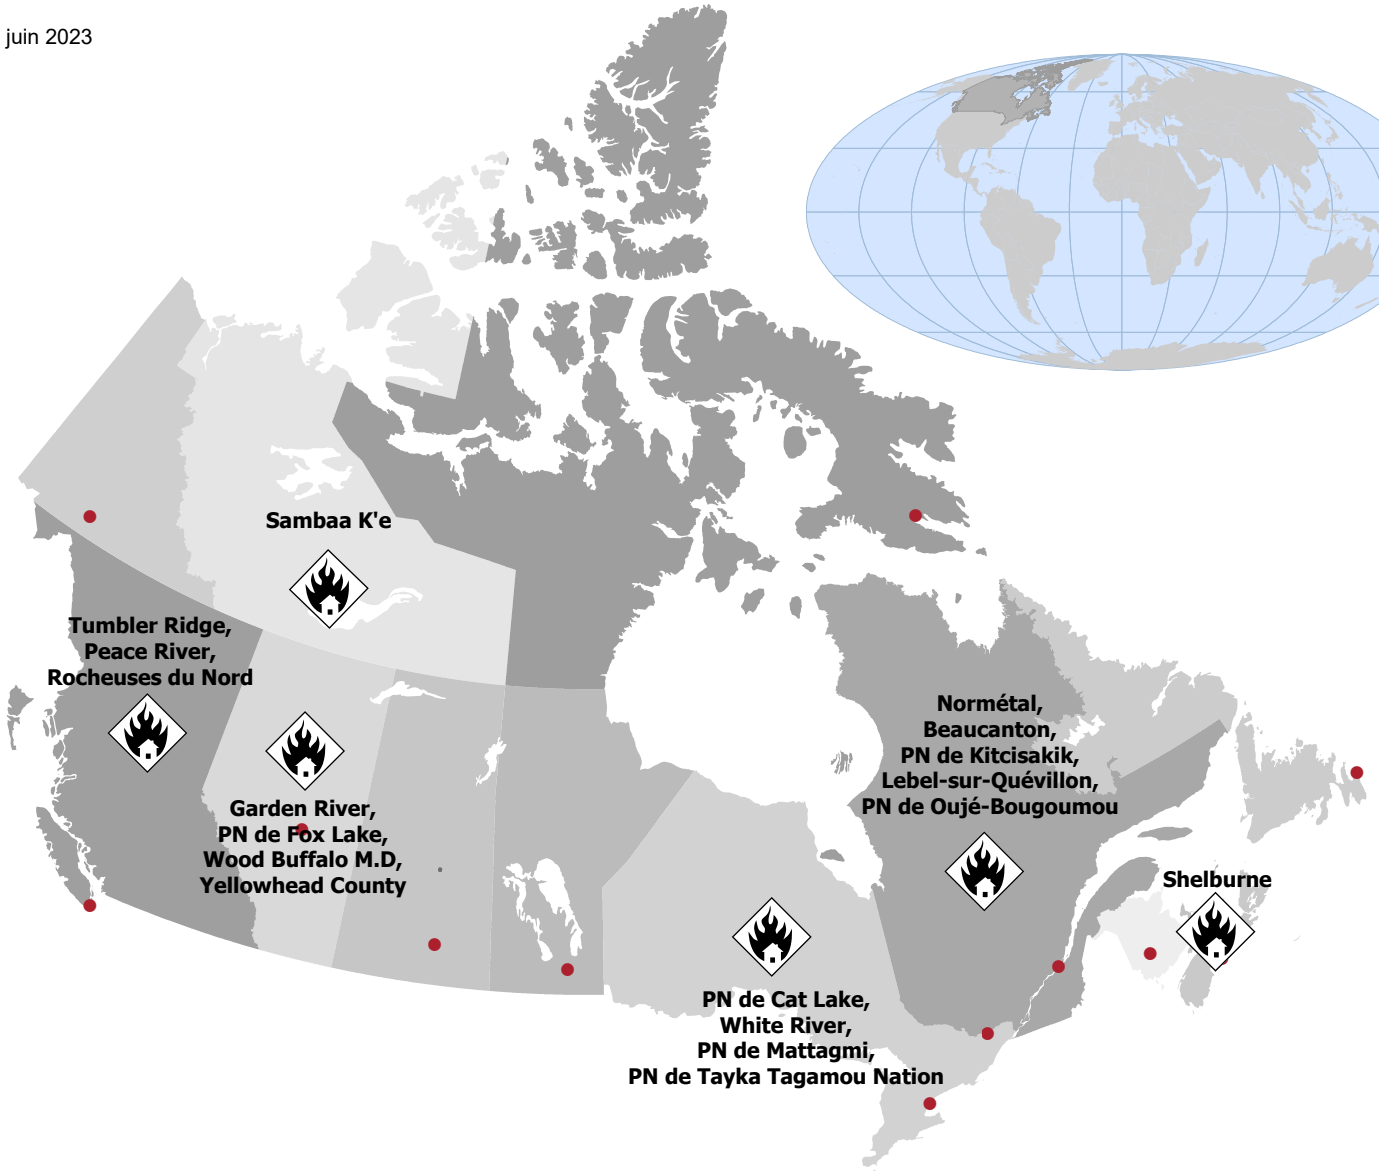 juin 2023
Sambaa K'e
Tumbler Ridge,
Peace River,
Rocheuses du Nord
Garden River,
PN de Fox Lake,
Wood Buffalo M.D,
Yellowhead County
Normétal,
Beaucanton,
PN de Kitcisakik,
Lebel-sur-Quévillon,
PN de Oujé-Bougoumou
Shelburne
PN de Cat Lake,
White River,
PN de Mattagmi,
PN de Tayka Tagamou Nation